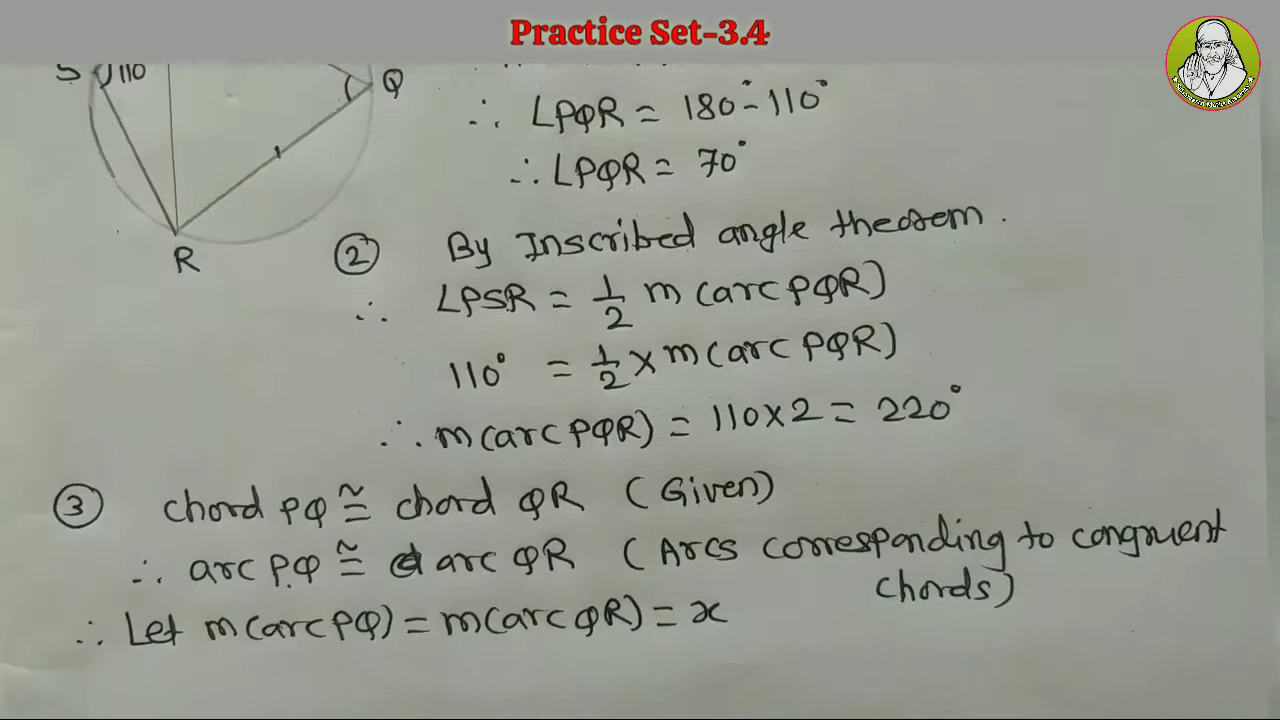 Practice Set-3.4
S 110
Q
∴ ∠PQR = 180° - 110°
∴ ∠PQR = 70°
R
② By Inscribed angle theorem.
∴ ∠PSR = 1/2 m(arc PQR)
110° = 1/2 × m(arc PQR)
∴ m(arc PQR) = 110×2 = 220°
③ chord PQ ≅ chord QR (Given)
∴ arc PQ ≅ arc QR (Arcs corresponding to congruent
chords)
∴ Let m(arc PQ) = m(arc QR) = x